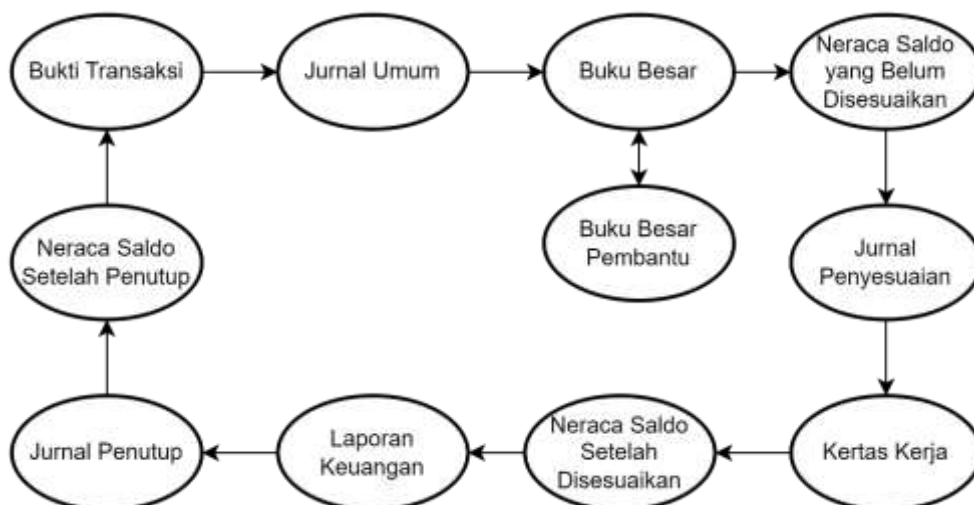 Bukti Transaksi
Jurnal Umum
Buku Besar
Neraca Saldo
yang Belum
Disesuaikan
Buku Besar
Pembantu
Neraca Saldo
Setelah Penutup
Jurnal
Penyesuaian
Jurnal Penutup
Laporan
Keuangan
Neraca Saldo
Setelah
Disesuaikan
Kertas Kerja